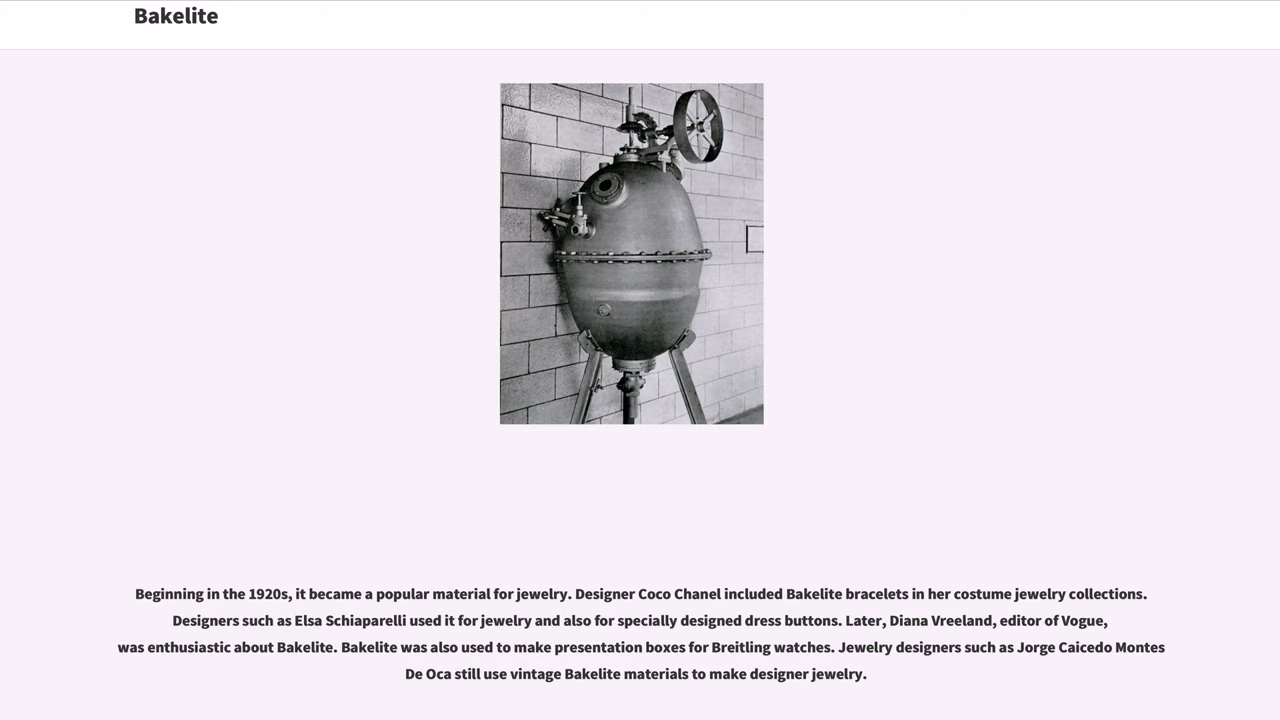 Bakelite
Beginning in the 1920s, it became a popular material for jewelry. Designer Coco Chanel included Bakelite bracelets in her costume jewelry collections.
Designers such as Elsa Schiaparelli used it for jewelry and also for specially designed dress buttons. Later, Diana Vreeland, editor of Vogue,
was enthusiastic about Bakelite. Bakelite was also used to make presentation boxes for Breitling watches. Jewelry designers such as Jorge Caicedo Montes
De Oca still use vintage Bakelite materials to make designer jewelry.